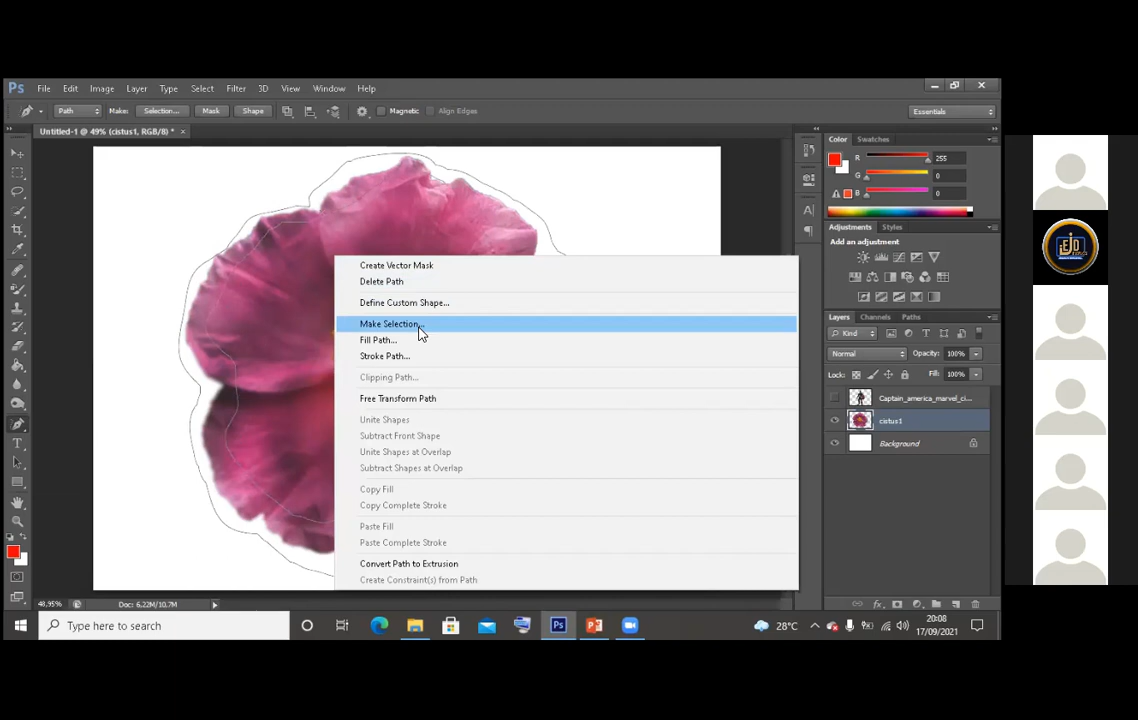 Ps File Edit Image Layer Type Select Filter 3D View Window Help
Path Make: Selection... Mask Shape Magnetic Align Edges Essentials
Untitled-1 @ 49% (cistus1, RGB/8) * ×
Color Swatches
R 255
G 0
B 0
Adjustments Styles
Add an adjustment
Create Vector Mask
Delete Path
Define Custom Shape...
Make Selection...
Fill Path...
Stroke Path...
Clipping Path...
Free Transform Path
Unite Shapes
Subtract Front Shape
Unite Shapes at Overlap
Subtract Shapes at Overlap
Copy Fill
Copy Complete Stroke
Paste Fill
Paste Complete Stroke
Convert Path to Extrusion
Create Constraint(s) from Path
Layers Channels Paths
Kind
Normal Opacity: 100%
Lock: Fill: 100%
Captain_america_marvel_ci...
cistus1
Background
48,95% Doc: 6,22M/10,7M
Type here to search
28°C
20:08
17/09/2021